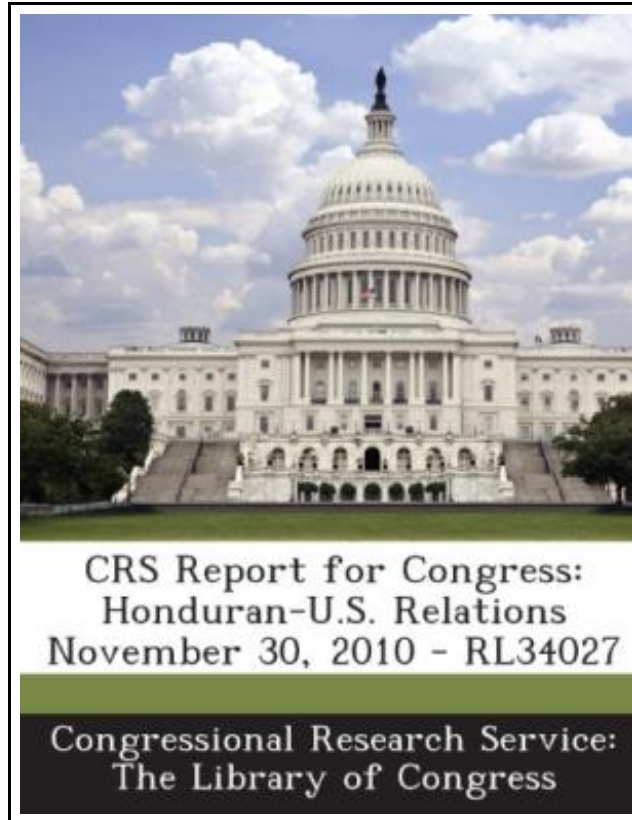 CRS Report for Congress:
Honduran-U.S. Relations
November 30, 2010 - RL34027
Congressional Research Service:
The Library of Congress